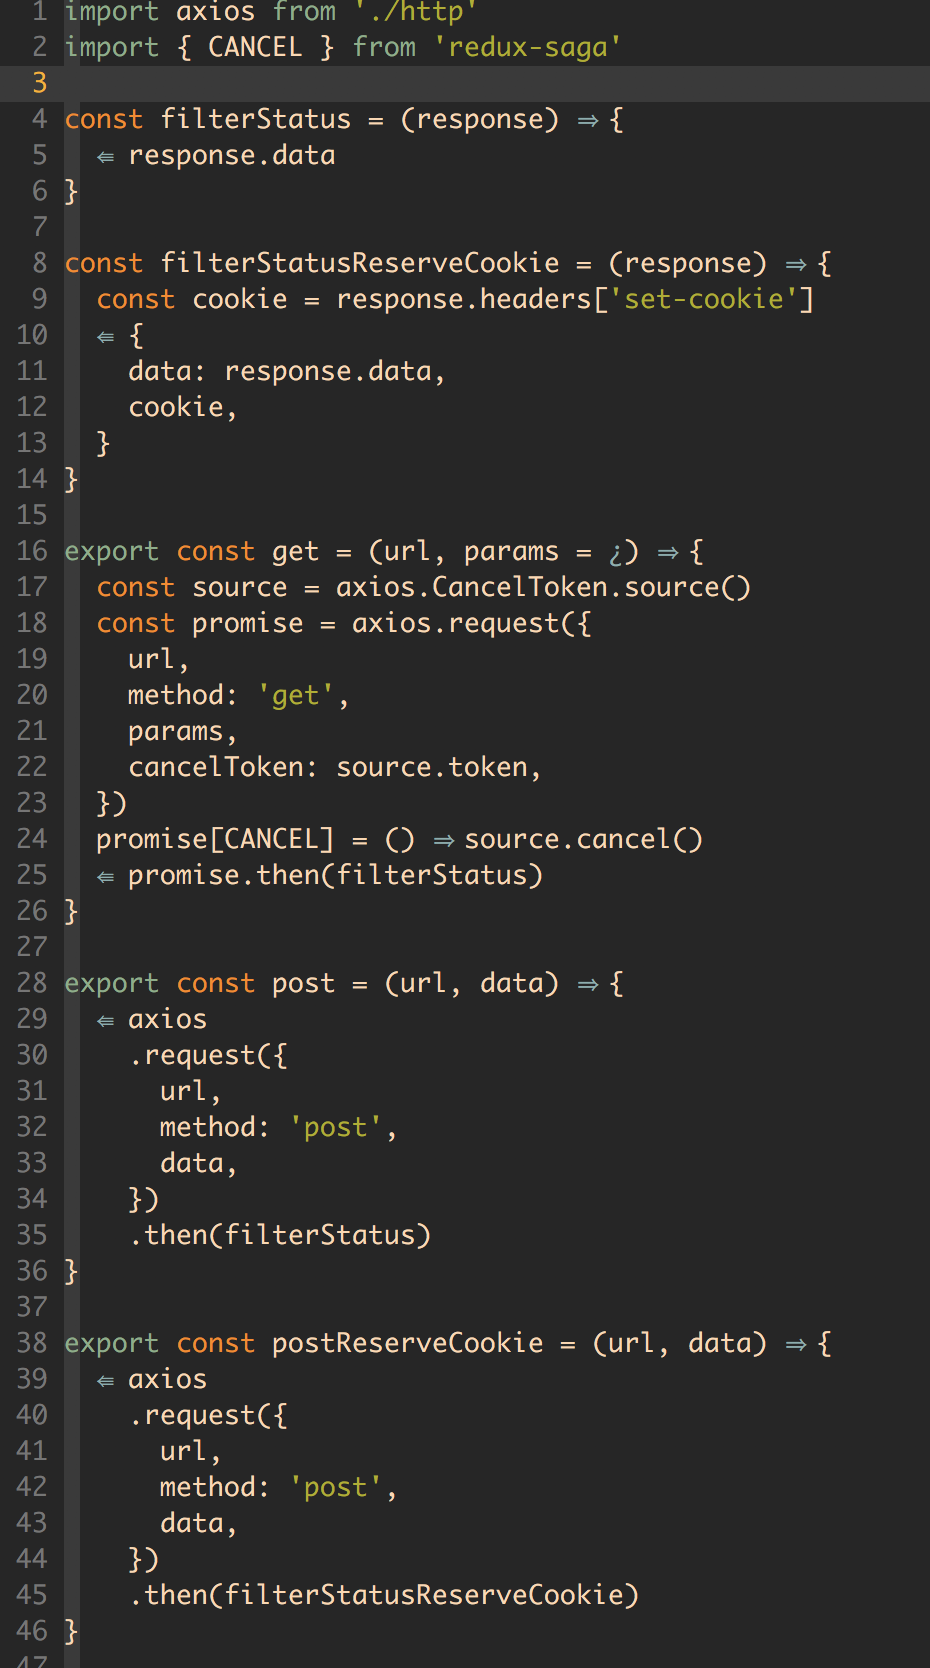 1 import axios from './http'
2 import { CANCEL } from 'redux-saga'
3
4 const filterStatus = (response) ⇒ {
5   ⇚ response.data
6 }
7
8 const filterStatusReserveCookie = (response) ⇒ {
9   const cookie = response.headers['set-cookie']
10   ⇚ {
11     data: response.data,
12     cookie,
13   }
14 }
15
16 export const get = (url, params = ¿) ⇒ {
17   const source = axios.CancelToken.source()
18   const promise = axios.request({
19     url,
20     method: 'get',
21     params,
22     cancelToken: source.token,
23   })
24   promise[CANCEL] = () ⇒ source.cancel()
25   ⇚ promise.then(filterStatus)
26 }
27
28 export const post = (url, data) ⇒ {
29   ⇚ axios
30     .request({
31       url,
32       method: 'post',
33       data,
34     })
35     .then(filterStatus)
36 }
37
38 export const postReserveCookie = (url, data) ⇒ {
39   ⇚ axios
40     .request({
41       url,
42       method: 'post',
43       data,
44     })
45     .then(filterStatusReserveCookie)
46 }
47